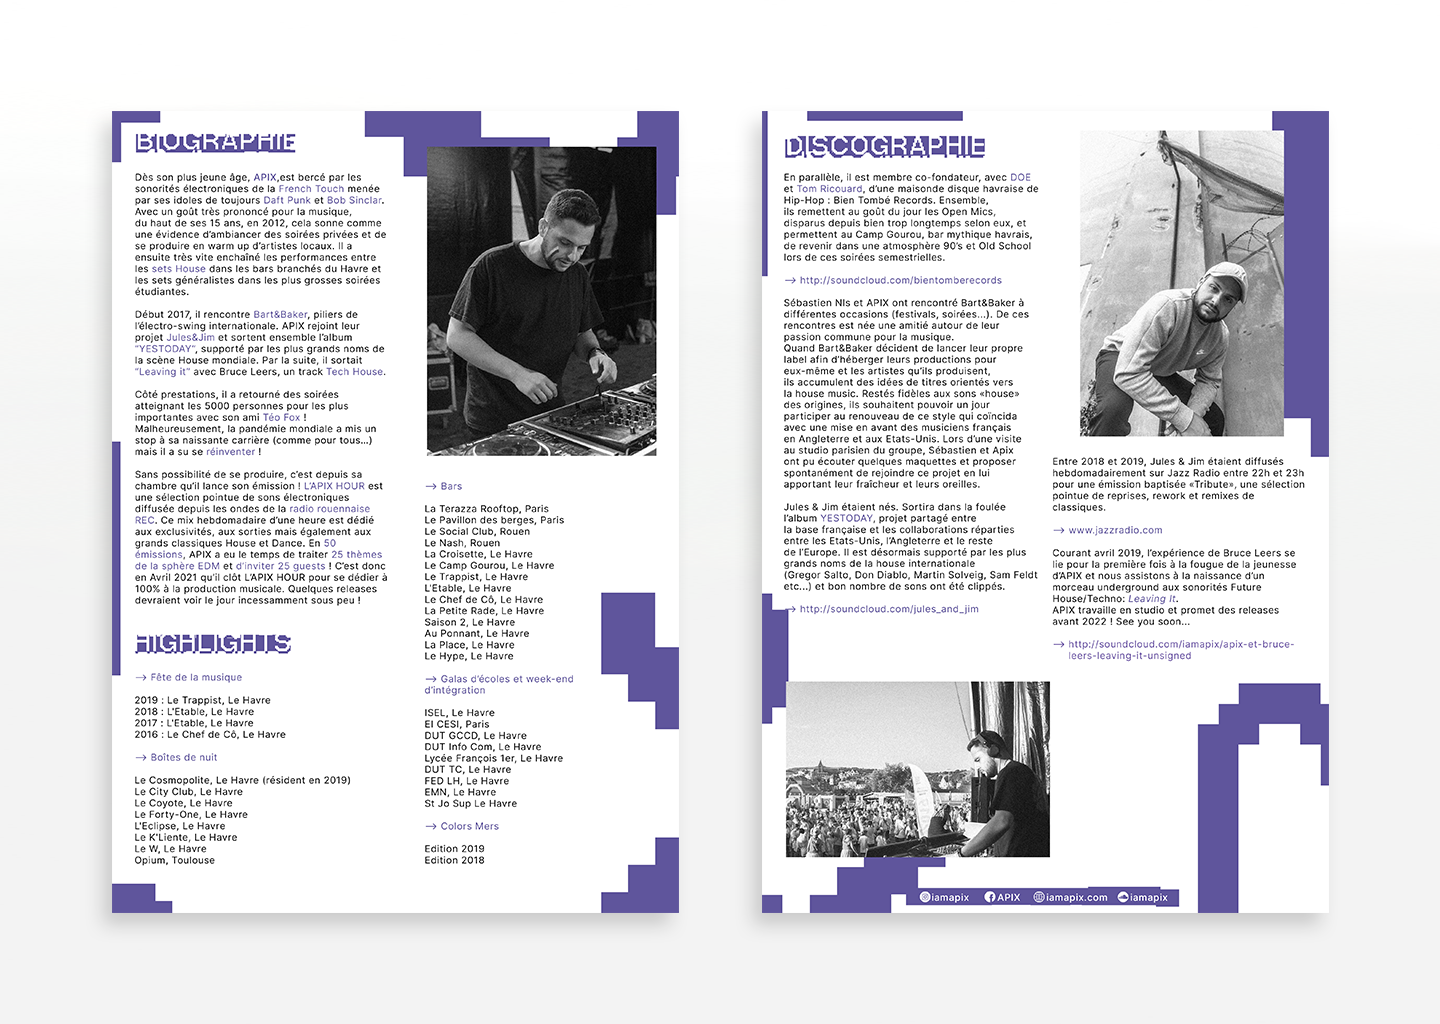 BIOGRAPHIE
Dès son plus jeune âge, APIX,est bercé par les
sonorités électroniques de la French Touch menée
par ses idoles de toujours Daft Punk et Bob Sinclar.
Avec un goût très prononcé pour la musique,
du haut de ses 15 ans, en 2012, cela sonne comme
une évidence d'ambiancer des soirées privées et de
se produire en warm up d'artistes locaux. Il a
ensuite très vite enchaîné les performances entre
les sets House dans les bars branchés du Havre et
les sets généralistes dans les plus grosses soirées
étudiantes.
Début 2017, il rencontre Bart&Baker, piliers de
l'électro-swing internationale. APIX rejoint leur
projet Jules&Jim et sortent ensemble l'album
"YESTODAY", supporté par les plus grands noms de
la scène House mondiale. Par la suite, il sortait
"Leaving it" avec Bruce Leers, un track Tech House.
Côté prestations, il a retourné des soirées
atteignant les 5000 personnes pour les plus
importantes avec son ami Téo Fox !
Malheureusement, la pandémie mondiale a mis un
stop à sa naissante carrière (comme pour tous...)
mais il a su se réinventer !
Sans possibilité de se produire, c'est depuis sa
chambre qu'il lance son émission ! L'APIX HOUR est
une sélection pointue de sons électroniques
diffusée depuis les ondes de la radio rouennaise
REC. Ce mix hebdomadaire d'une heure est dédié
aux exclusivités, aux sorties mais également aux
grands classiques House et Dance. En 50
émissions, APIX a eu le temps de traiter 25 thèmes
de la sphère EDM et d'inviter 25 guests ! C'est donc
en Avril 2021 qu'il clôt L'APIX HOUR pour se dédier à
100% à la production musicale. Quelques releases
devraient voir le jour incessamment sous peu !
HIGHLIGHTS
→ Fête de la musique
2019 : Le Trappist, Le Havre
2018 : L'Etable, Le Havre
2017 : L'Etable, Le Havre
2016 : Le Chef de Cô, Le Havre
→ Boîtes de nuit
Le Cosmopolite, Le Havre (résident en 2019)
Le City Club, Le Havre
Le Coyote, Le Havre
Le Forty-One, Le Havre
L'Eclipse, Le Havre
Le K'Liente, Le Havre
Le W, Le Havre
Opium, Toulouse
→ Bars
La Terazza Rooftop, Paris
Le Pavillon des berges, Paris
Le Social Club, Rouen
Le Nash, Rouen
La Croisette, Le Havre
Le Camp Gourou, Le Havre
Le Trappist, Le Havre
L'Etable, Le Havre
Le Chef de Cô, Le Havre
La Petite Rade, Le Havre
Saison 2, Le Havre
Au Ponnant, Le Havre
La Place, Le Havre
Le Hype, Le Havre
→ Galas d'écoles et week-end
d'intégration
ISEL, Le Havre
EI CESI, Paris
DUT GCCD, Le Havre
DUT Info Com, Le Havre
Lycée François 1er, Le Havre
DUT TC, Le Havre
FED LH, Le Havre
EMN, Le Havre
St Jo Sup Le Havre
→ Colors Mers
Edition 2019
Edition 2018
DISCOGRAPHIE
En parallèle, il est membre co-fondateur, avec DOE
et Tom Ricouard, d'une maisonde disque havraise de
Hip-Hop : Bien Tombé Records. Ensemble,
ils remettent au goût du jour les Open Mics,
disparus depuis bien trop longtemps selon eux, et
permettent au Camp Gourou, bar mythique havrais,
de revenir dans une atmosphère 90's et Old School
lors de ces soirées semestrielles.
→ http://soundcloud.com/bientomberecords
Sébastien NIs et APIX ont rencontré Bart&Baker à
différentes occasions (festivals, soirées...). De ces
rencontres est née une amitié autour de leur
passion commune pour la musique.
Quand Bart&Baker décident de lancer leur propre
label afin d'héberger leurs productions pour
eux-même et les artistes qu'ils produisent,
ils accumulent des idées de titres orientés vers
la house music. Restés fidèles aux sons «house»
des origines, ils souhaitent pouvoir un jour
participer au renouveau de ce style qui coïncida
avec une mise en avant des musiciens français
en Angleterre et aux Etats-Unis. Lors d'une visite
au studio parisien du groupe, Sébastien et Apix
ont pu écouter quelques maquettes et proposer
spontanément de rejoindre ce projet en lui
apportant leur fraîcheur et leurs oreilles.
Jules & Jim étaient nés. Sortira dans la foulée
l'album YESTODAY, projet partagé entre
la base française et les collaborations réparties
entre les Etats-Unis, l'Angleterre et le reste
de l'Europe. Il est désormais supporté par les plus
grands noms de la house internationale
(Gregor Salto, Don Diablo, Martin Solveig, Sam Feldt
etc...) et bon nombre de sons ont été clippés.
→ http://soundcloud.com/jules_and_jim
Entre 2018 et 2019, Jules & Jim étaient diffusés
hebdomadairement sur Jazz Radio entre 22h et 23h
pour une émission baptisée «Tribute», une sélection
pointue de reprises, rework et remixes de
classiques.
→ www.jazzradio.com
Courant avril 2019, l'expérience de Bruce Leers se
lie pour la première fois à la fougue de la jeunesse
d'APIX et nous assistons à la naissance d'un
morceau underground aux sonorités Future
House/Techno: Leaving It.
APIX travaille en studio et promet des releases
avant 2022 ! See you soon...
→ http://soundcloud.com/iamapix/apix-et-bruce-
leers-leaving-it-unsigned
iamapix APIX iamapix.com iamapix